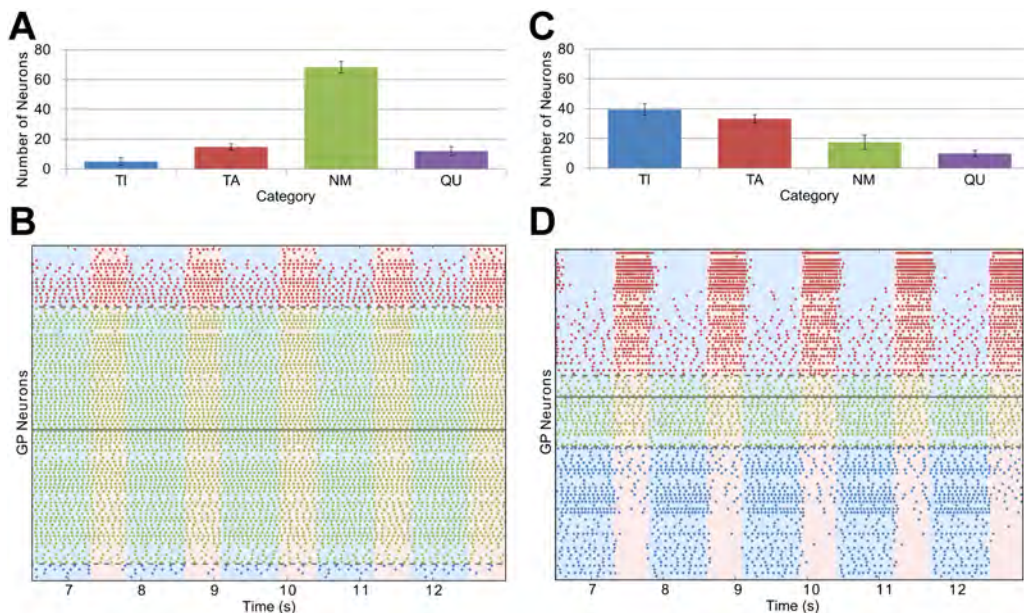 A
Number of Neurons
80
60
40
20
0
TI TA NM QU
Category
B
GP Neurons
7 8 9 10 11 12
Time (s)
C
Number of Neurons
80
60
40
20
0
TI TA NM QU
Category
D
GP Neurons
7 8 9 10 11 12
Time (s)